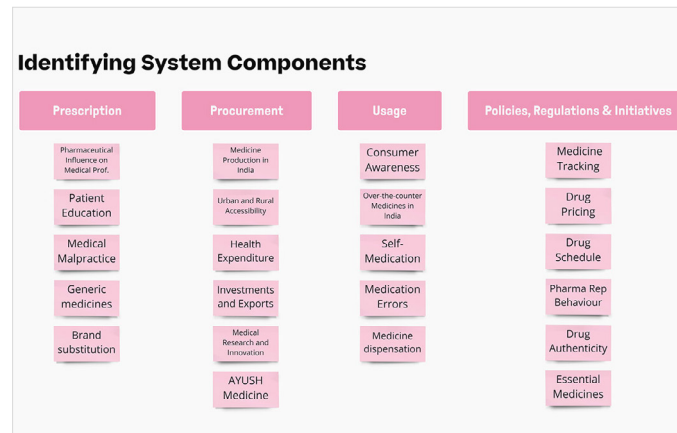 Identifying System Components
Prescription
Pharmaceutical
Influence on
Medical Prof.
Patient
Education
Medical
Malpractice
Generic
medicines
Brand
substitution
Procurement
Medicine
Production in
India
Urban and Rural
Accessibility
Health
Expenditure
Investments
and Exports
Medical
Research and
Innovation
AYUSH
Medicine
Usage
Consumer
Awareness
Over-the-counter
Medicines in
India
Self-
Medication
Medication
Errors
Medicine
dispensation
Policies, Regulations & Initiatives
Medicine
Tracking
Drug
Pricing
Drug
Schedule
Pharma Rep
Behaviour
Drug
Authenticity
Essential
Medicines